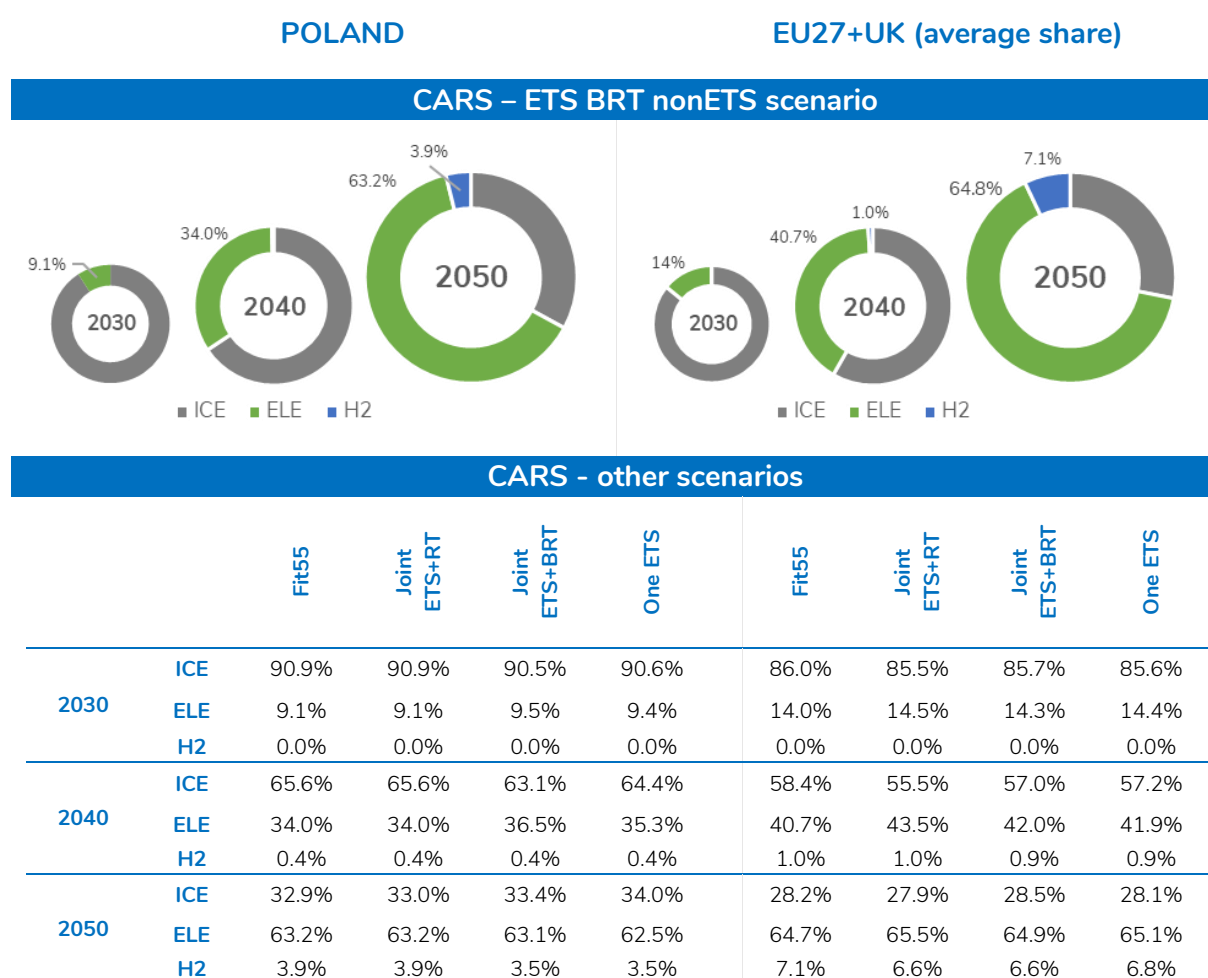 POLAND
EU27+UK (average share)
CARS – ETS BRT nonETS scenario
9.1%
2030
34.0%
2040
63.2%
3.9%
2050
ICE ELE H2
14%
2030
40.7%
1.0%
2040
64.8%
7.1%
2050
ICE ELE H2
CARS - other scenarios
Fit55
Joint
ETS+RT
Joint
ETS+BRT
One ETS
Fit55
Joint
ETS+RT
Joint
ETS+BRT
One ETS
2030
ICE 90.9% 90.9% 90.5% 90.6% 86.0% 85.5% 85.7% 85.6%
ELE 9.1% 9.1% 9.5% 9.4% 14.0% 14.5% 14.3% 14.4%
H2 0.0% 0.0% 0.0% 0.0% 0.0% 0.0% 0.0% 0.0%
2040
ICE 65.6% 65.6% 63.1% 64.4% 58.4% 55.5% 57.0% 57.2%
ELE 34.0% 34.0% 36.5% 35.3% 40.7% 43.5% 42.0% 41.9%
H2 0.4% 0.4% 0.4% 0.4% 1.0% 1.0% 0.9% 0.9%
2050
ICE 32.9% 33.0% 33.4% 34.0% 28.2% 27.9% 28.5% 28.1%
ELE 63.2% 63.2% 63.1% 62.5% 64.7% 65.5% 64.9% 65.1%
H2 3.9% 3.9% 3.5% 3.5% 7.1% 6.6% 6.6% 6.8%